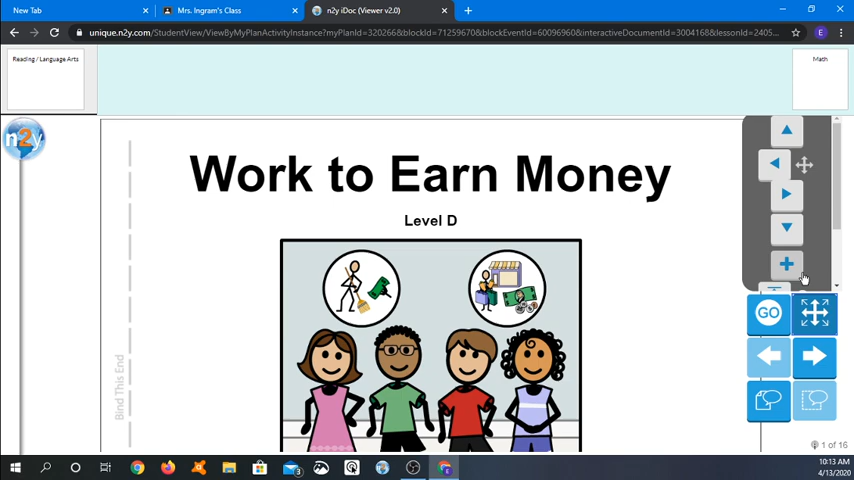 New Tab
Mrs. Ingram's Class
n2y iDoc (Viewer v2.0)
unique.n2y.com/StudentView/ViewByMyPlanActivityInstance?myPlanId=320266&blockId=71259670&blockEventId=60096960&interactiveDocumentId=3004168&lessonId=2405...
E
Reading / Language Arts
Math
n2y
Work to Earn Money
Level D
GO
Bind This End
1 of 16
3
10:13 AM
4/13/2020